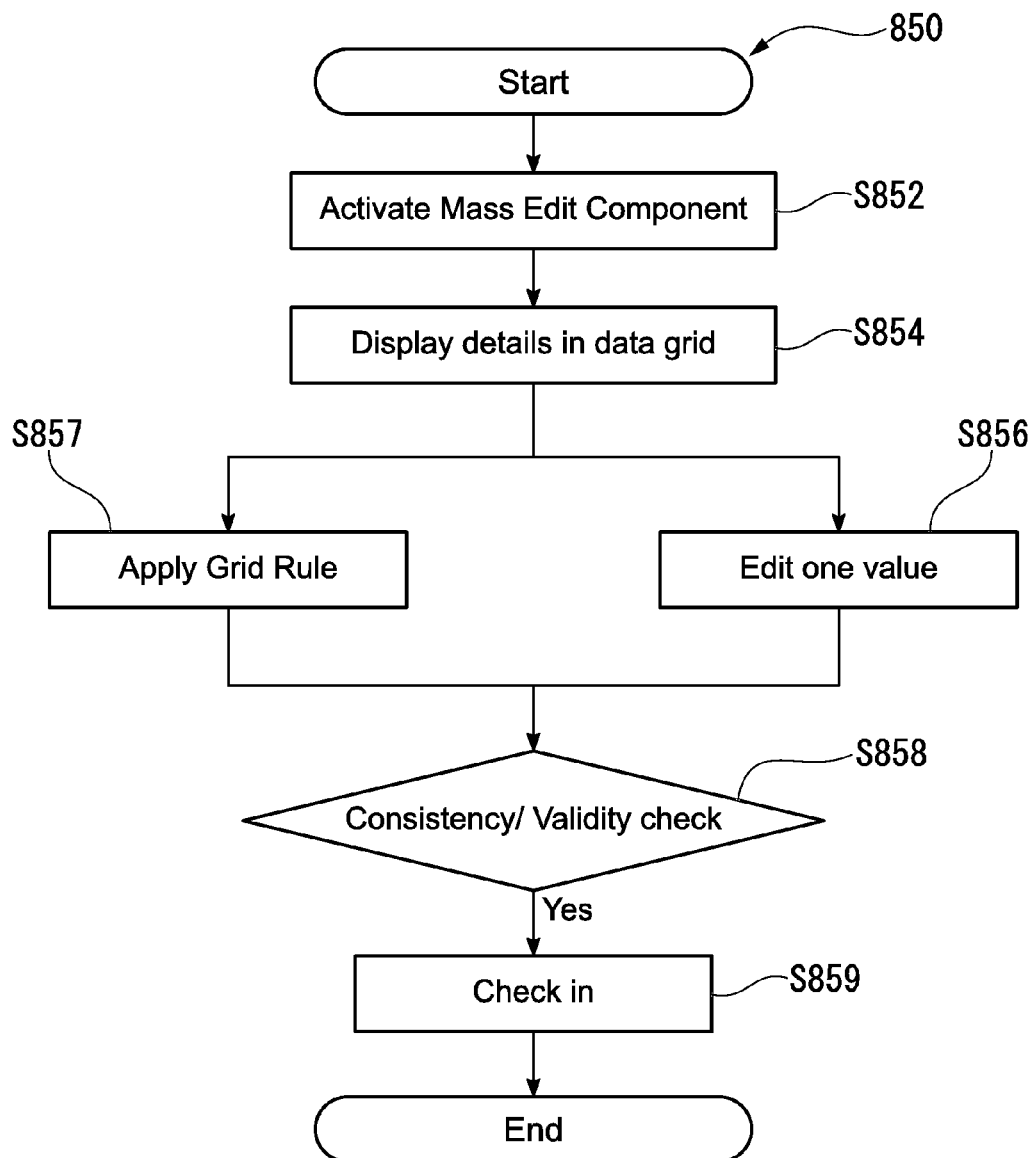 850
Start
Activate Mass Edit Component
S852
Display details in data grid
S854
S857
S856
Apply Grid Rule
Edit one value
S858
Consistency/ Validity check
Yes
Check in
S859
End